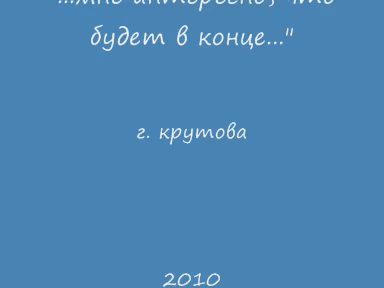 ...мне интересно, что
будет в конце..."
г. крутова
2010